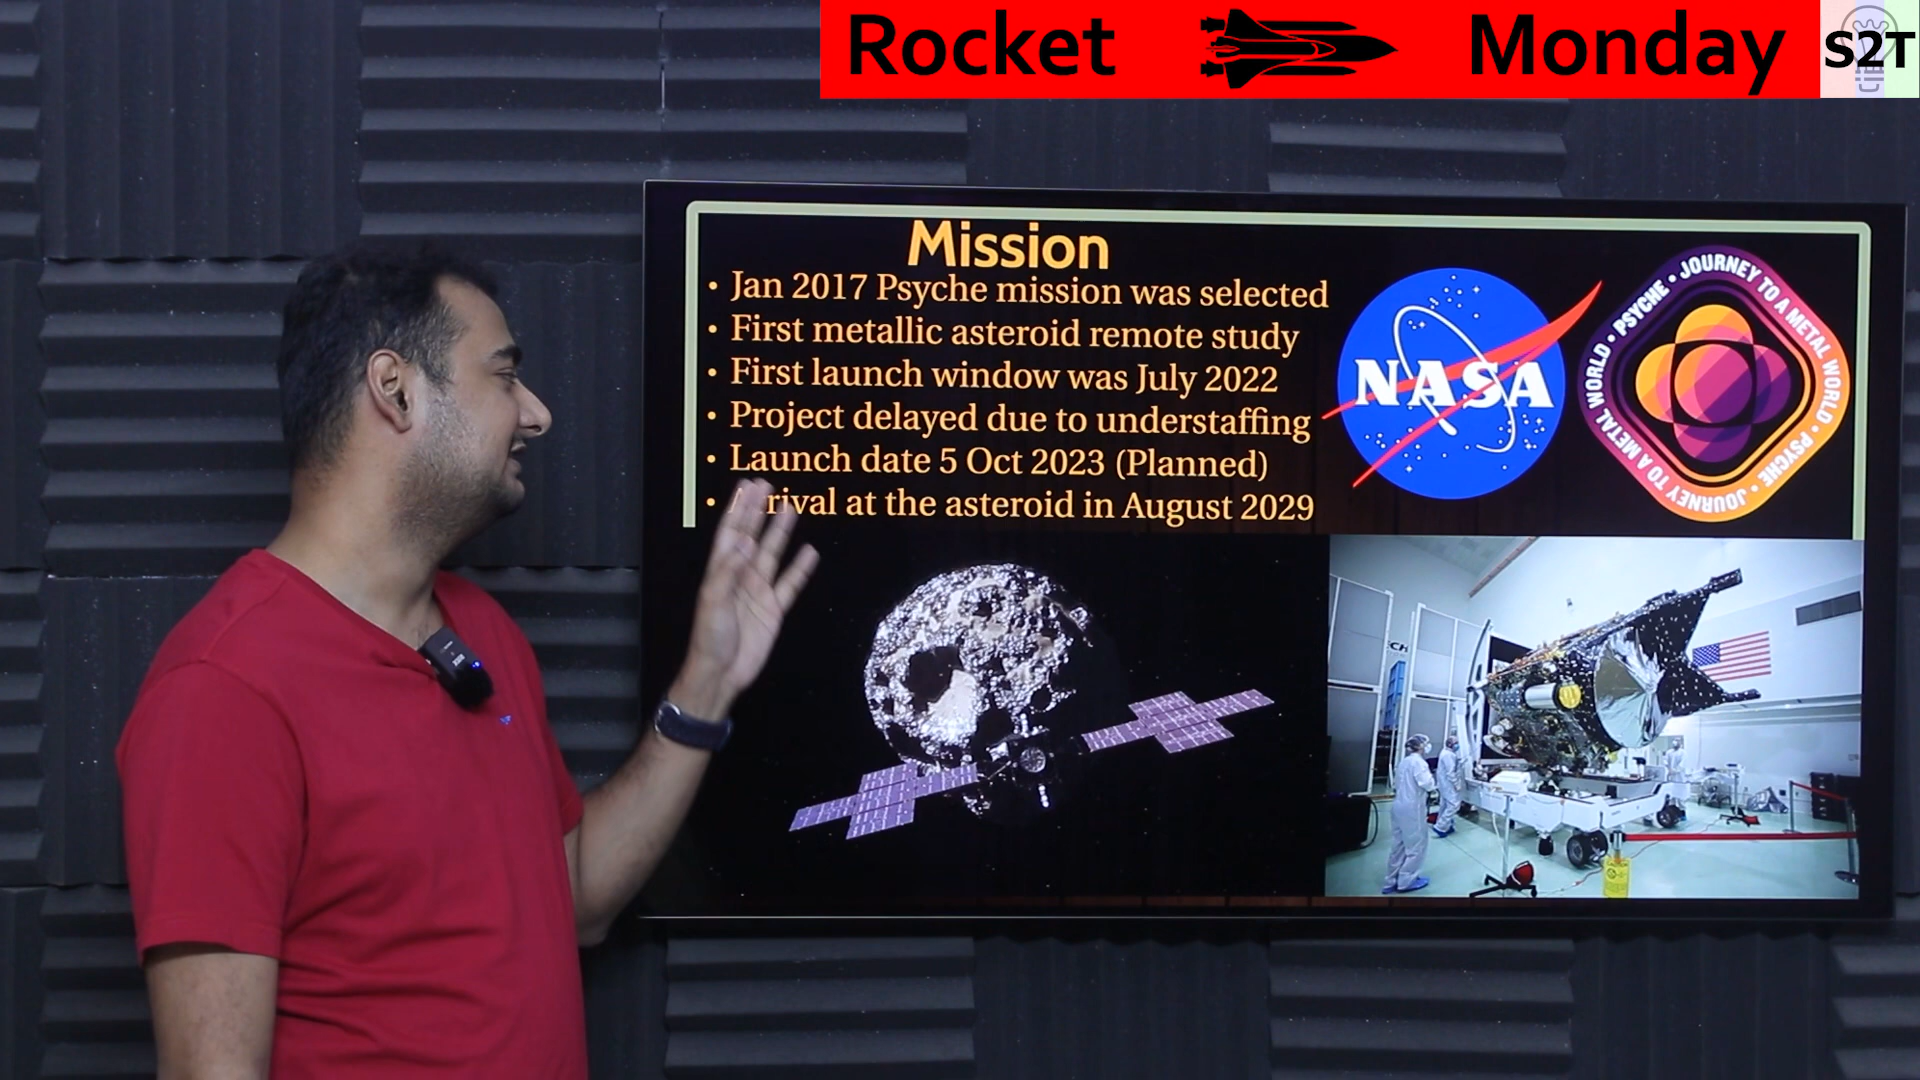 Rocket Monday S2T
Mission
• Jan 2017 Psyche mission was selected
• First metallic asteroid remote study
• First launch window was July 2022
• Project delayed due to understaffing
• Launch date 5 Oct 2023 (Planned)
• Arrival at the asteroid in August 2029
NASA
PSYCHE • JOURNEY TO A METAL WORLD • PSYCHE • JOURNEY TO A METAL WORLD •